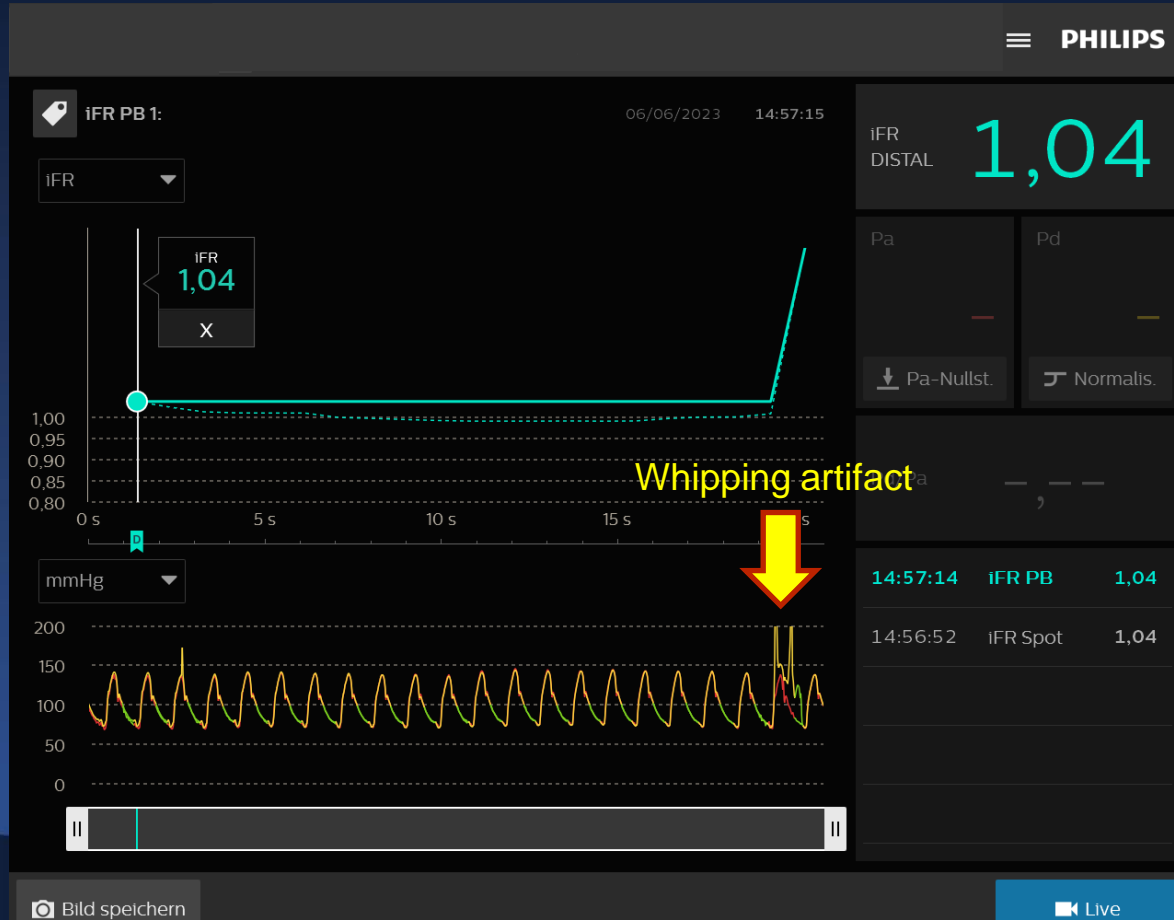 PHILIPS
iFR PB 1:
06/06/2023 14:57:15
iFR DISTAL 1,04
iFR
iFR
1,04
X
Pa
Pd
Pa-Nullst.
Normalis.
1,00
0,95
0,90
0,85
0,80
Whipping artifact
0 s 5 s 10 s 15 s
D
mmHg
200
150
100
50
0
14:57:14 iFR PB 1,04
14:56:52 iFR Spot 1,04
Bild speichern
Live